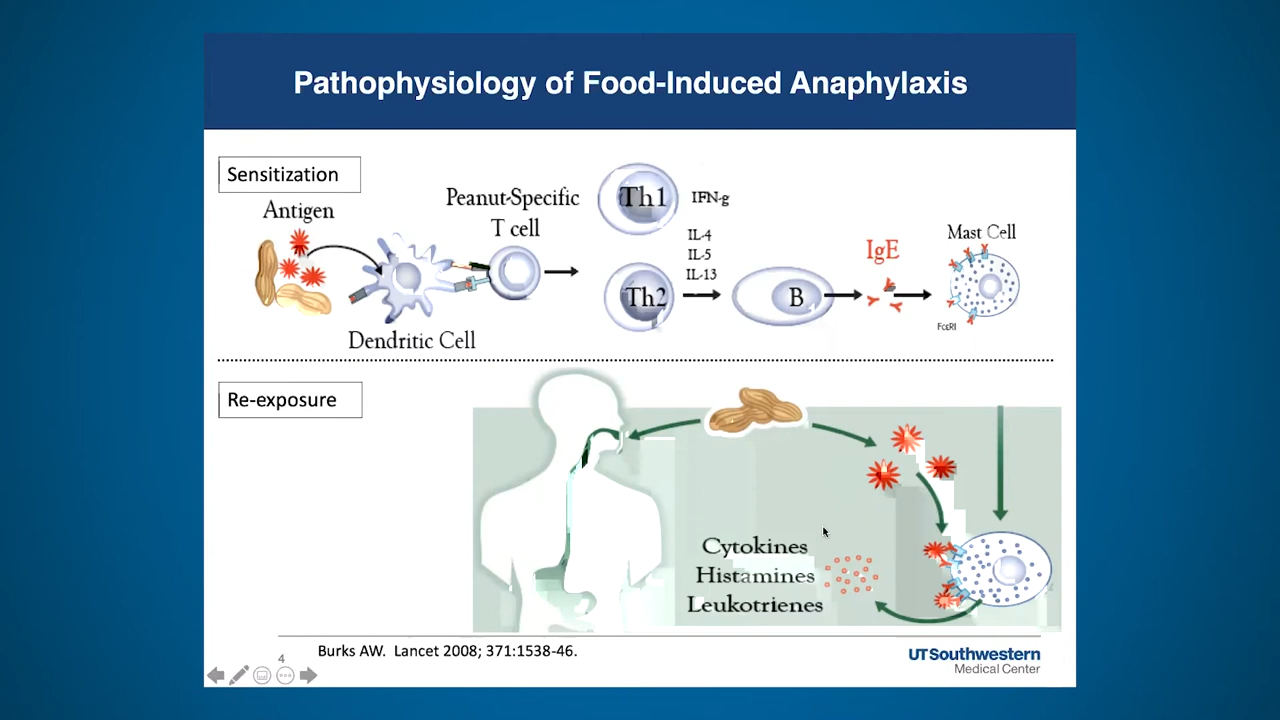 Pathophysiology of Food-Induced Anaphylaxis
Sensitization
Antigen
Peanut-Specific
T cell
Dendritic Cell
Th1
IFN-g
IL-4
IL-5
IL-13
Th2
B
IgE
Mast Cell
FcεRI
Re-exposure
Cytokines
Histamines
Leukotrienes
Burks AW. Lancet 2008; 371:1538-46.
4
UTSouthwestern
Medical Center